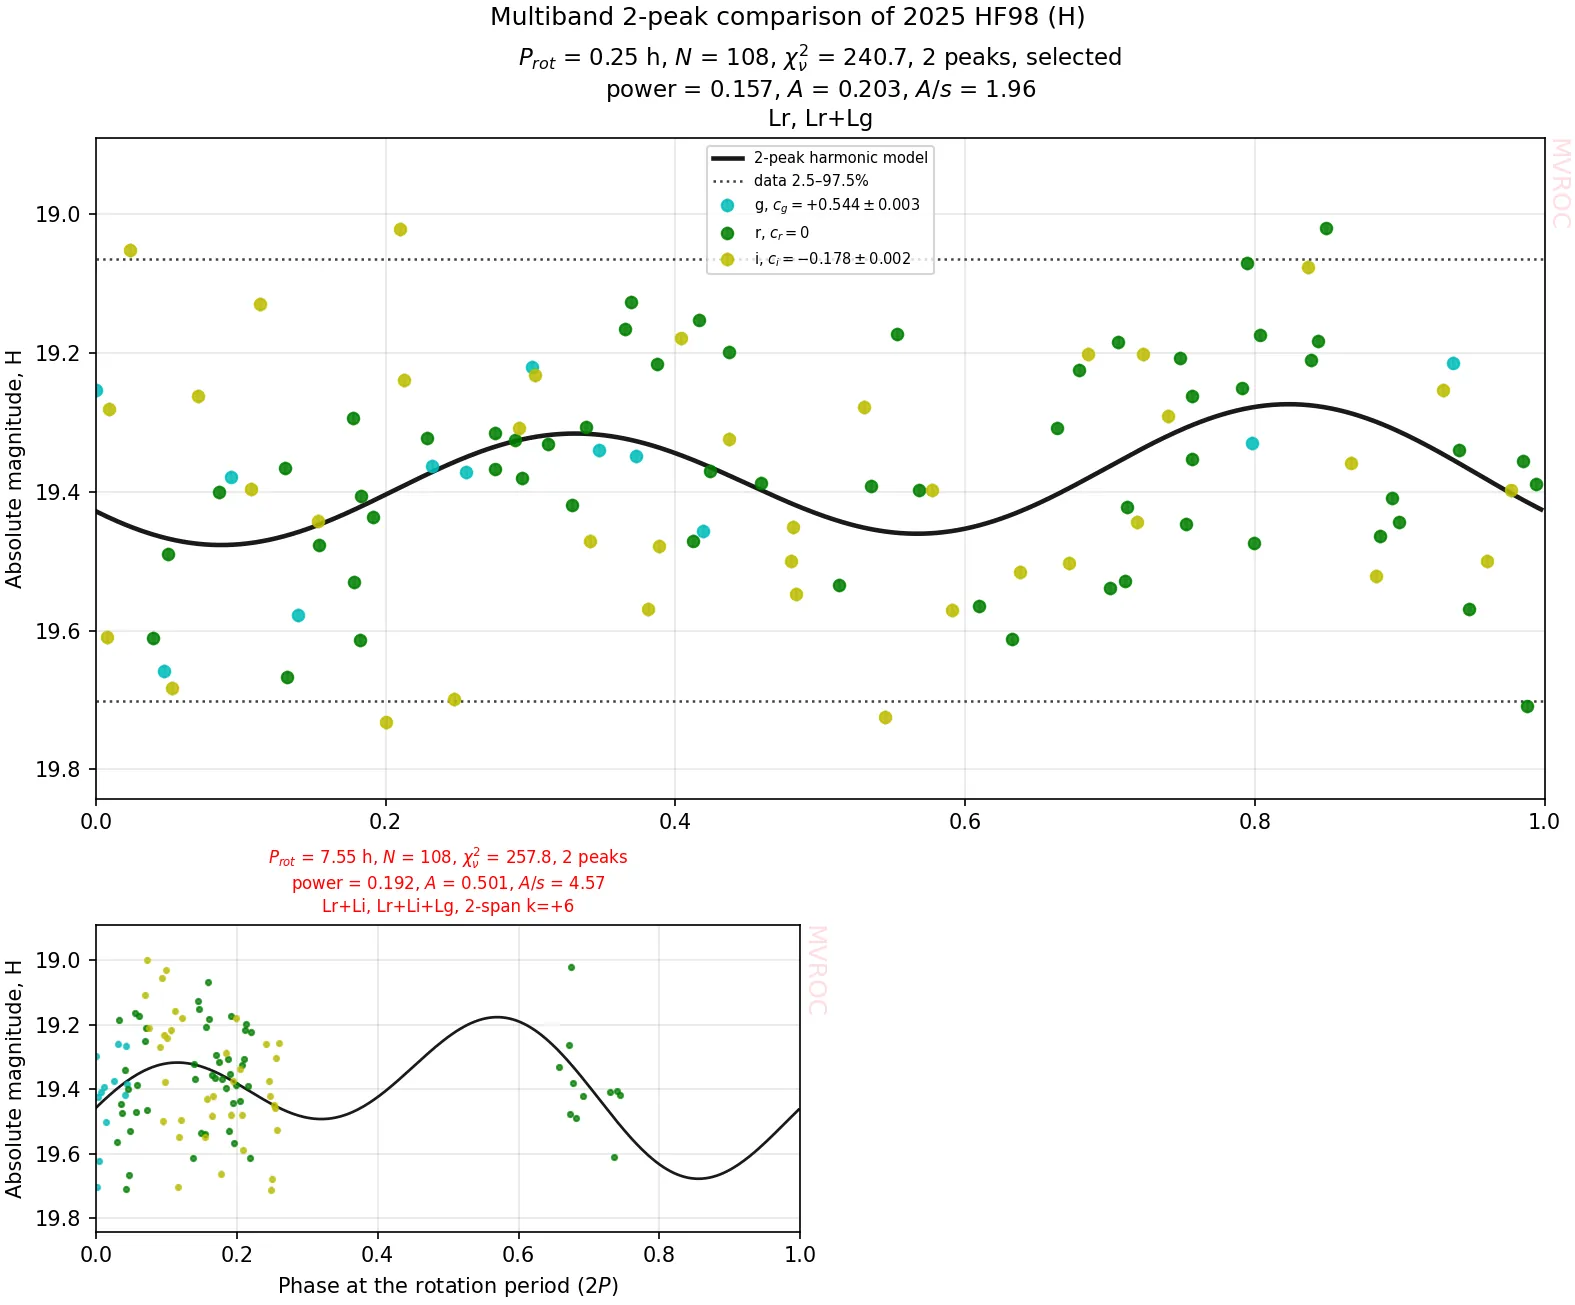 Multiband 2-peak comparison of 2025 HF98 (H)
P_rot = 0.25 h, N = 108, χ²_ν = 240.7, 2 peaks, selected
power = 0.157, A = 0.203, A/s = 1.96
Lr, Lr+Lg
2-peak harmonic model
data 2.5–97.5%
g, c_g = +0.544 ± 0.003
r, c_r = 0
i, c_i = −0.178 ± 0.002
MVROC
Absolute magnitude, H
19.0
19.2
19.4
19.6
19.8
0.0 0.2 0.4 0.6 0.8 1.0
P_rot = 7.55 h, N = 108, χ²_ν = 257.8, 2 peaks
power = 0.192, A = 0.501, A/s = 4.57
Lr+Li, Lr+Li+Lg, 2-span k=+6
MVROC
Absolute magnitude, H
19.0
19.2
19.4
19.6
19.8
0.0 0.2 0.4 0.6 0.8 1.0
Phase at the rotation period (2P)